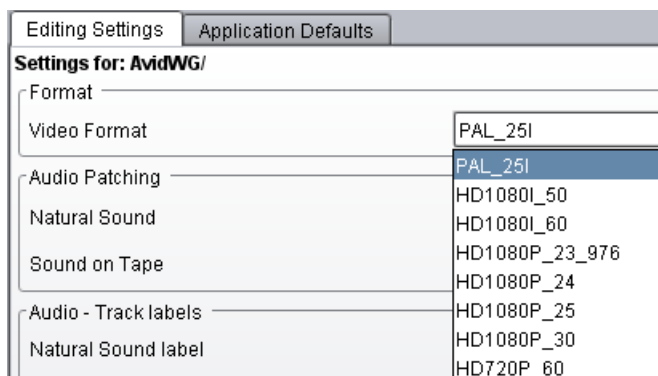 Editing Settings Application Defaults
Settings for: AvidWG/
Format
Video Format PAL_25I
PAL_25I
Audio Patching
HD1080I_50
Natural Sound
HD1080I_60
HD1080P_23_976
Sound on Tape
HD1080P_24
Audio - Track labels
HD1080P_25
HD1080P_30
Natural Sound label
HD720P_60